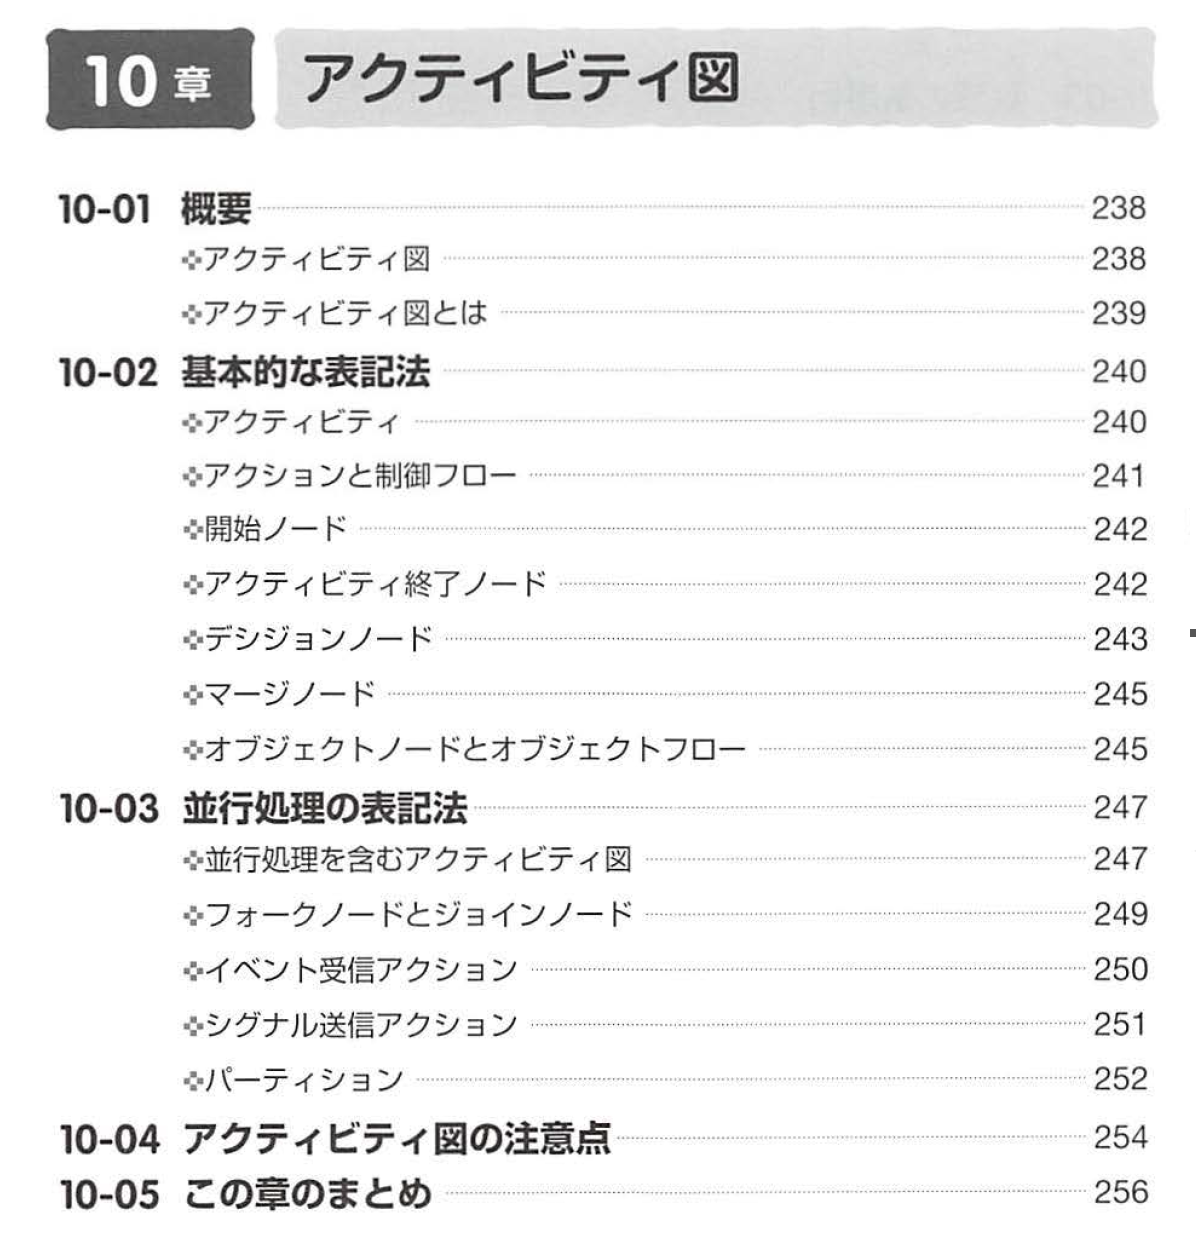 10章 アクティビティ図
10-01 概要 238
❖アクティビティ図 238
❖アクティビティ図とは 239
10-02 基本的な表記法 240
❖アクティビティ 240
❖アクションと制御フロー 241
❖開始ノード 242
❖アクティビティ終了ノード 242
❖デシジョンノード 243
❖マージノード 245
❖オブジェクトノードとオブジェクトフロー 245
10-03 並行処理の表記法 247
❖並行処理を含むアクティビティ図 247
❖フォークノードとジョインノード 249
❖イベント受信アクション 250
❖シグナル送信アクション 251
❖パーティション 252
10-04 アクティビティ図の注意点 254
10-05 この章のまとめ 256